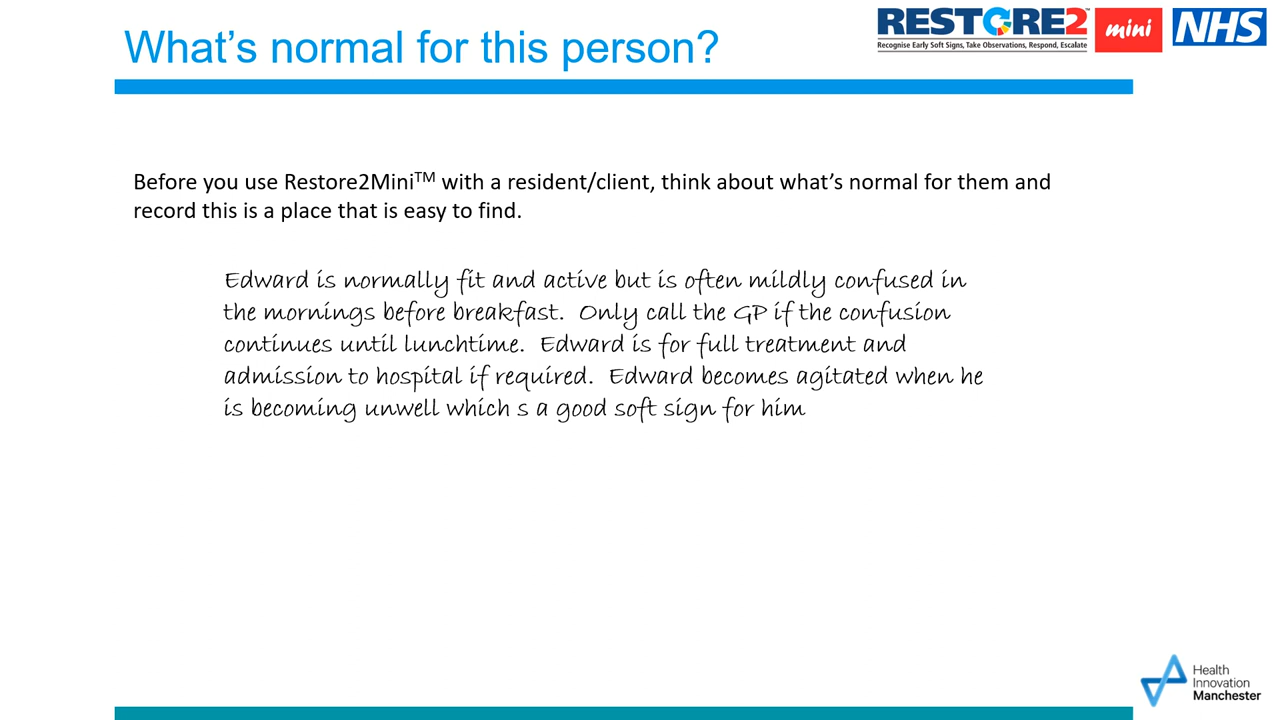 What's normal for this person?
RESTORE2™ mini NHS
Recognise Early Soft Signs, Take Observations, Respond, Escalate
Before you use Restore2Mini™ with a resident/client, think about what's normal for them and
record this is a place that is easy to find.
Edward is normally fit and active but is often mildly confused in
the mornings before breakfast. Only call the GP if the confusion
continues until lunchtime. Edward is for full treatment and
admission to hospital if required. Edward becomes agitated when he
is becoming unwell which s a good soft sign for him
Health
Innovation
Manchester